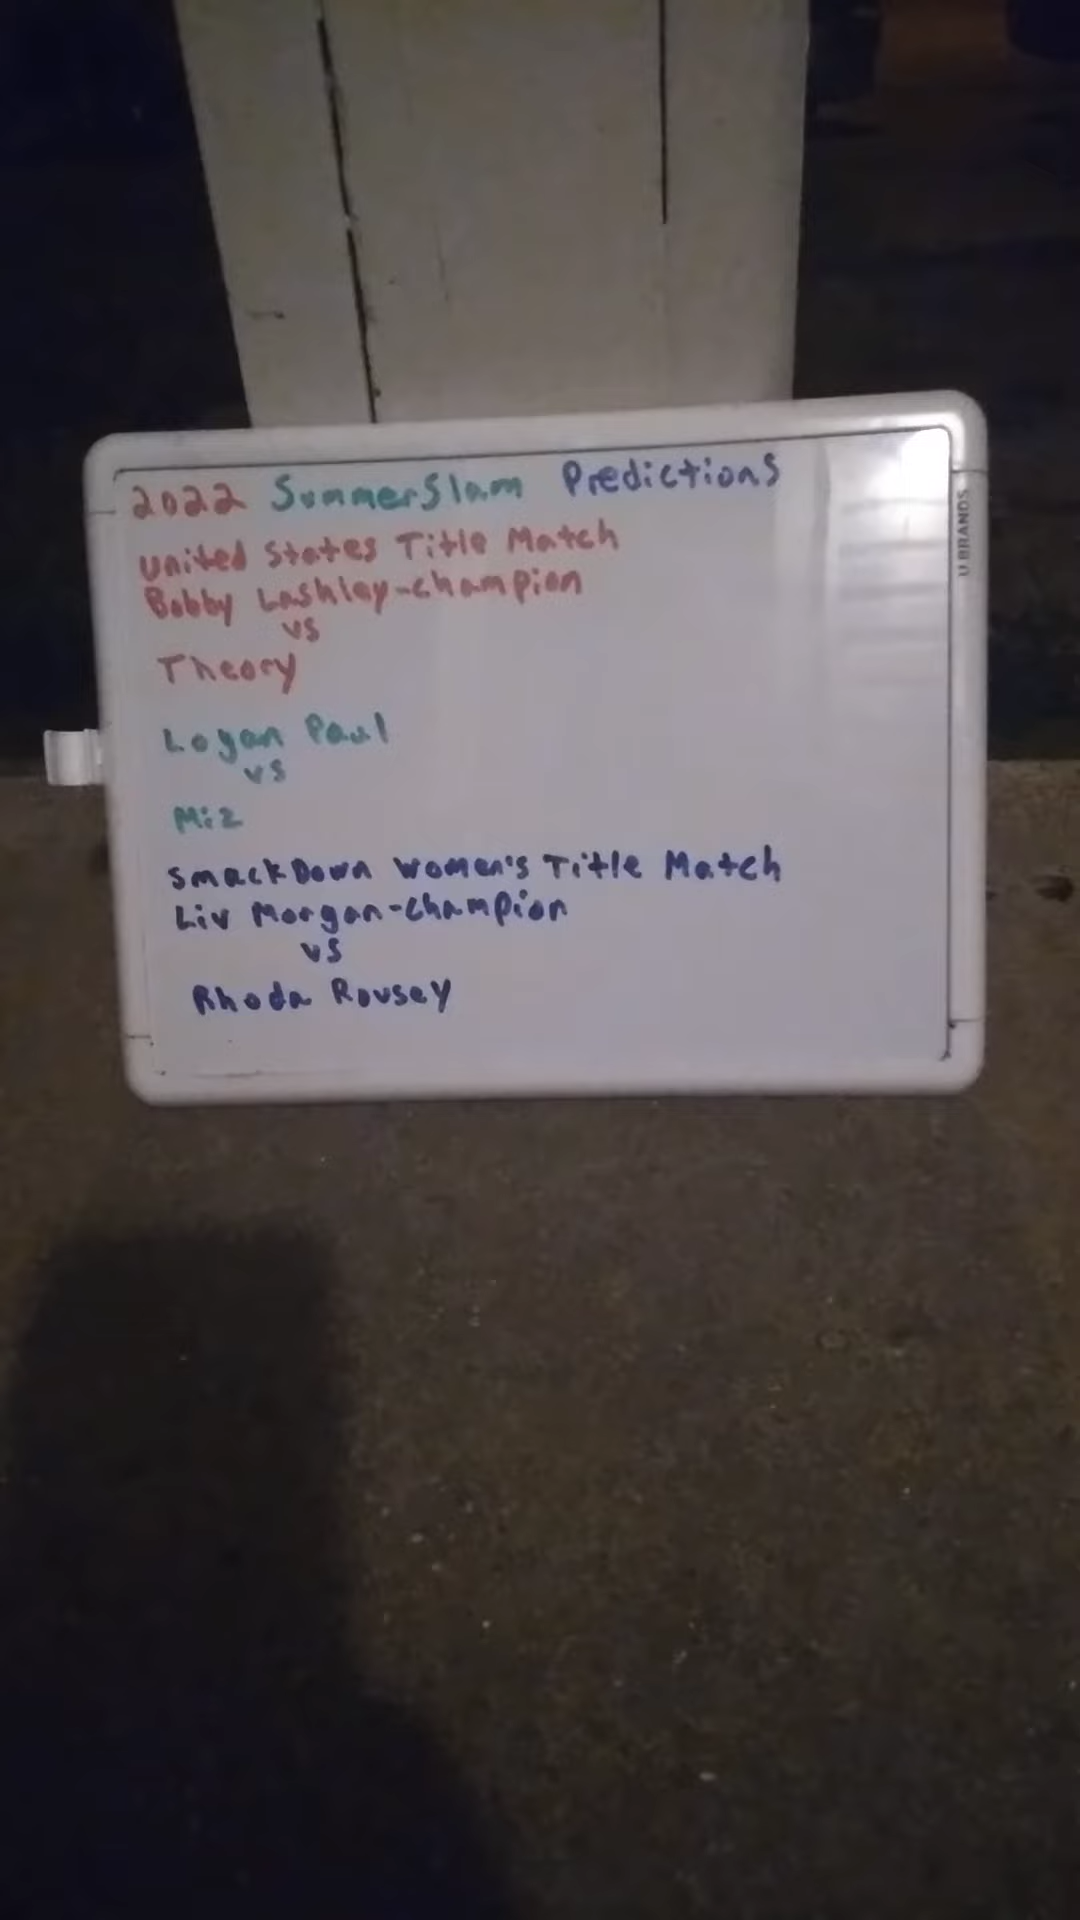 2022 SummerSlam Predictions
United States Title Match
Bobby Lashley-Champion
vs
Theory
Logan Paul
vs
Miz
SmackDown Women's Title Match
Liv Morgan-Champion
vs
Rhoda Rousey
U BRANDS